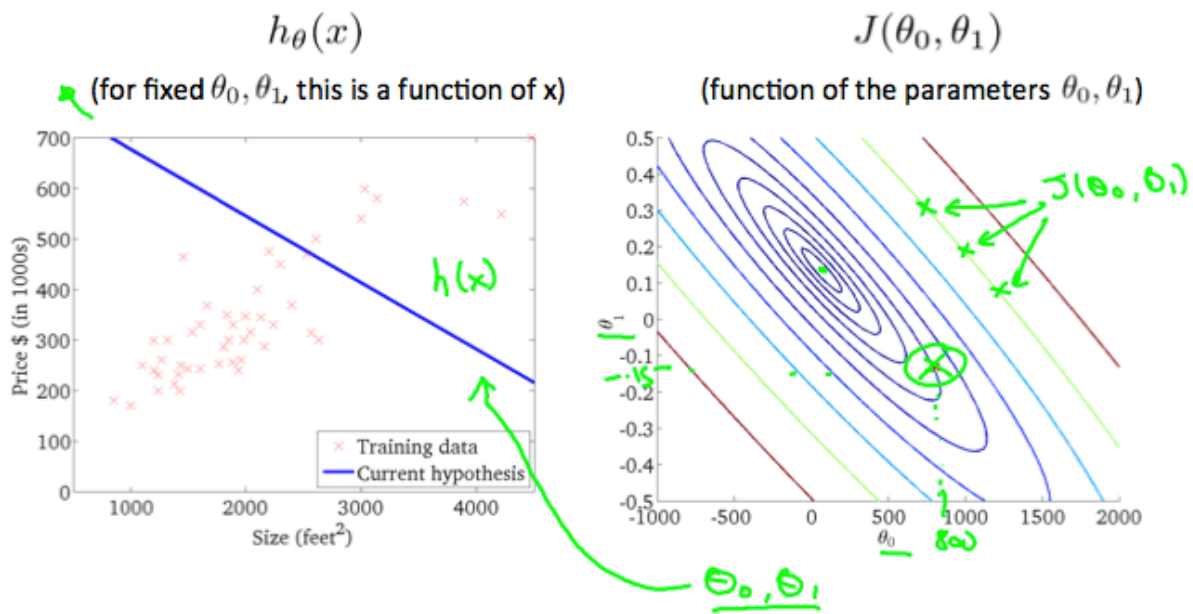 hθ(x)
(for fixed θ0, θ1, this is a function of x)
700
600
500
400
300
200
100
0
Price $ (in 1000s)
1000
2000
3000
4000
Size (feet²)
h(x)
Training data
Current hypothesis
J(θ0, θ1)
(function of the parameters θ0, θ1)
0.5
0.4
0.3
0.2
0.1
0
-0.1
-0.2
-0.3
-0.4
-0.5
θ1
-.15
-1000
-500
0
500
1000
1500
2000
θ0
800
J(θ0, θ1)
θ0, θ1